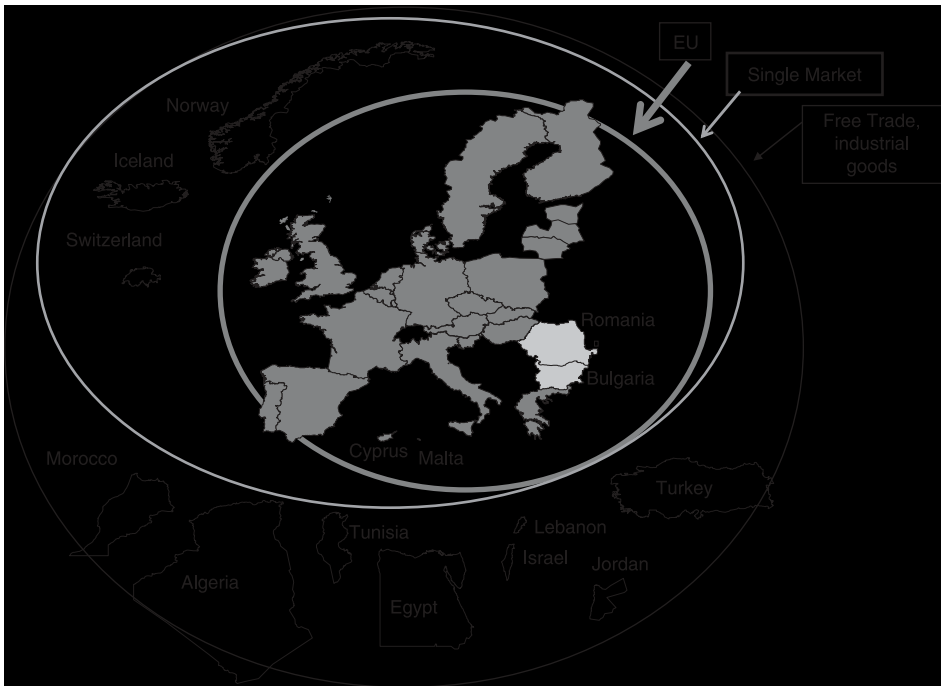 EU
Single Market
Free Trade,
industrial
goods
Norway
Iceland
Switzerland
Romania
Bulgaria
Cyprus
Malta
Morocco
Turkey
Tunisia
Lebanon
Israel
Jordan
Algeria
Egypt